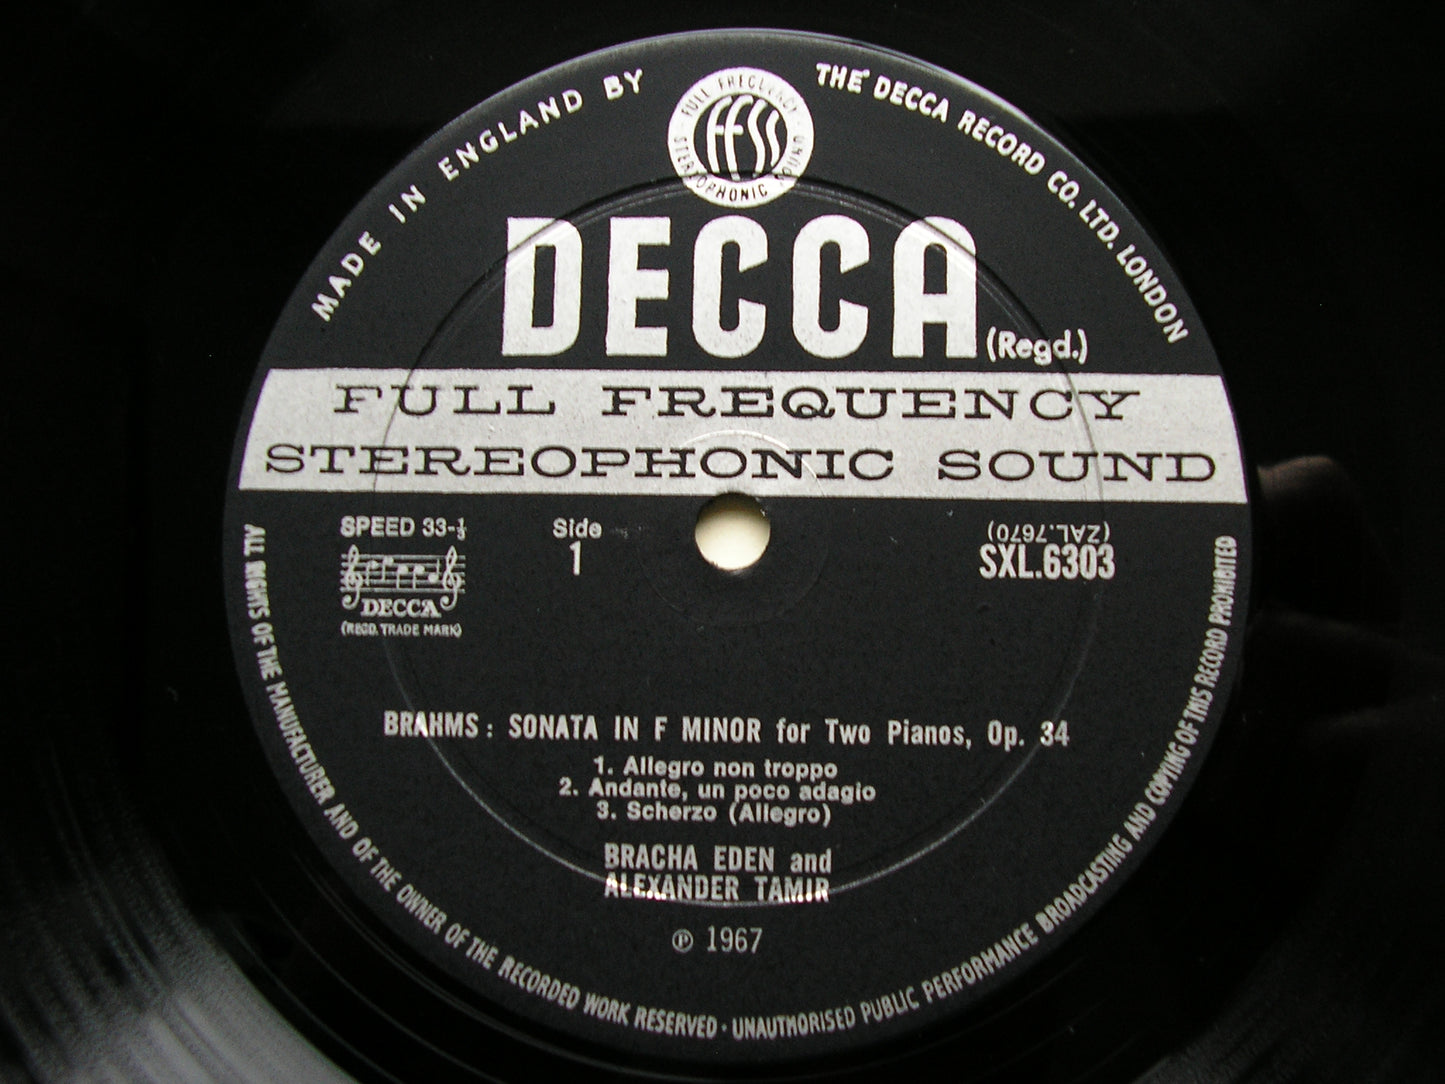 MADE IN ENGLAND BY
THE DECCA RECORD CO. LTD. LONDON
FULL FREQUENCY
FFSS
STEREOPHONIC SOUND
DECCA (Regd.)
FULL FREQUENCY
STEREOPHONIC SOUND
SPEED 33-⅓
Side
1
(ZAL.7670)
SXL.6303
DECCA
(REGD. TRADE MARK)
BRAHMS: SONATA IN F MINOR for Two Pianos, Op. 34
1. Allegro non troppo
2. Andante, un poco adagio
3. Scherzo (Allegro)
BRACHA EDEN and
ALEXANDER TAMIR
℗ 1967
ALL RIGHTS OF THE MANUFACTURER AND OF THE OWNER OF THE RECORDED WORK RESERVED · UNAUTHORISED PUBLIC PERFORMANCE BROADCASTING AND COPYING OF THIS RECORD PROHIBITED